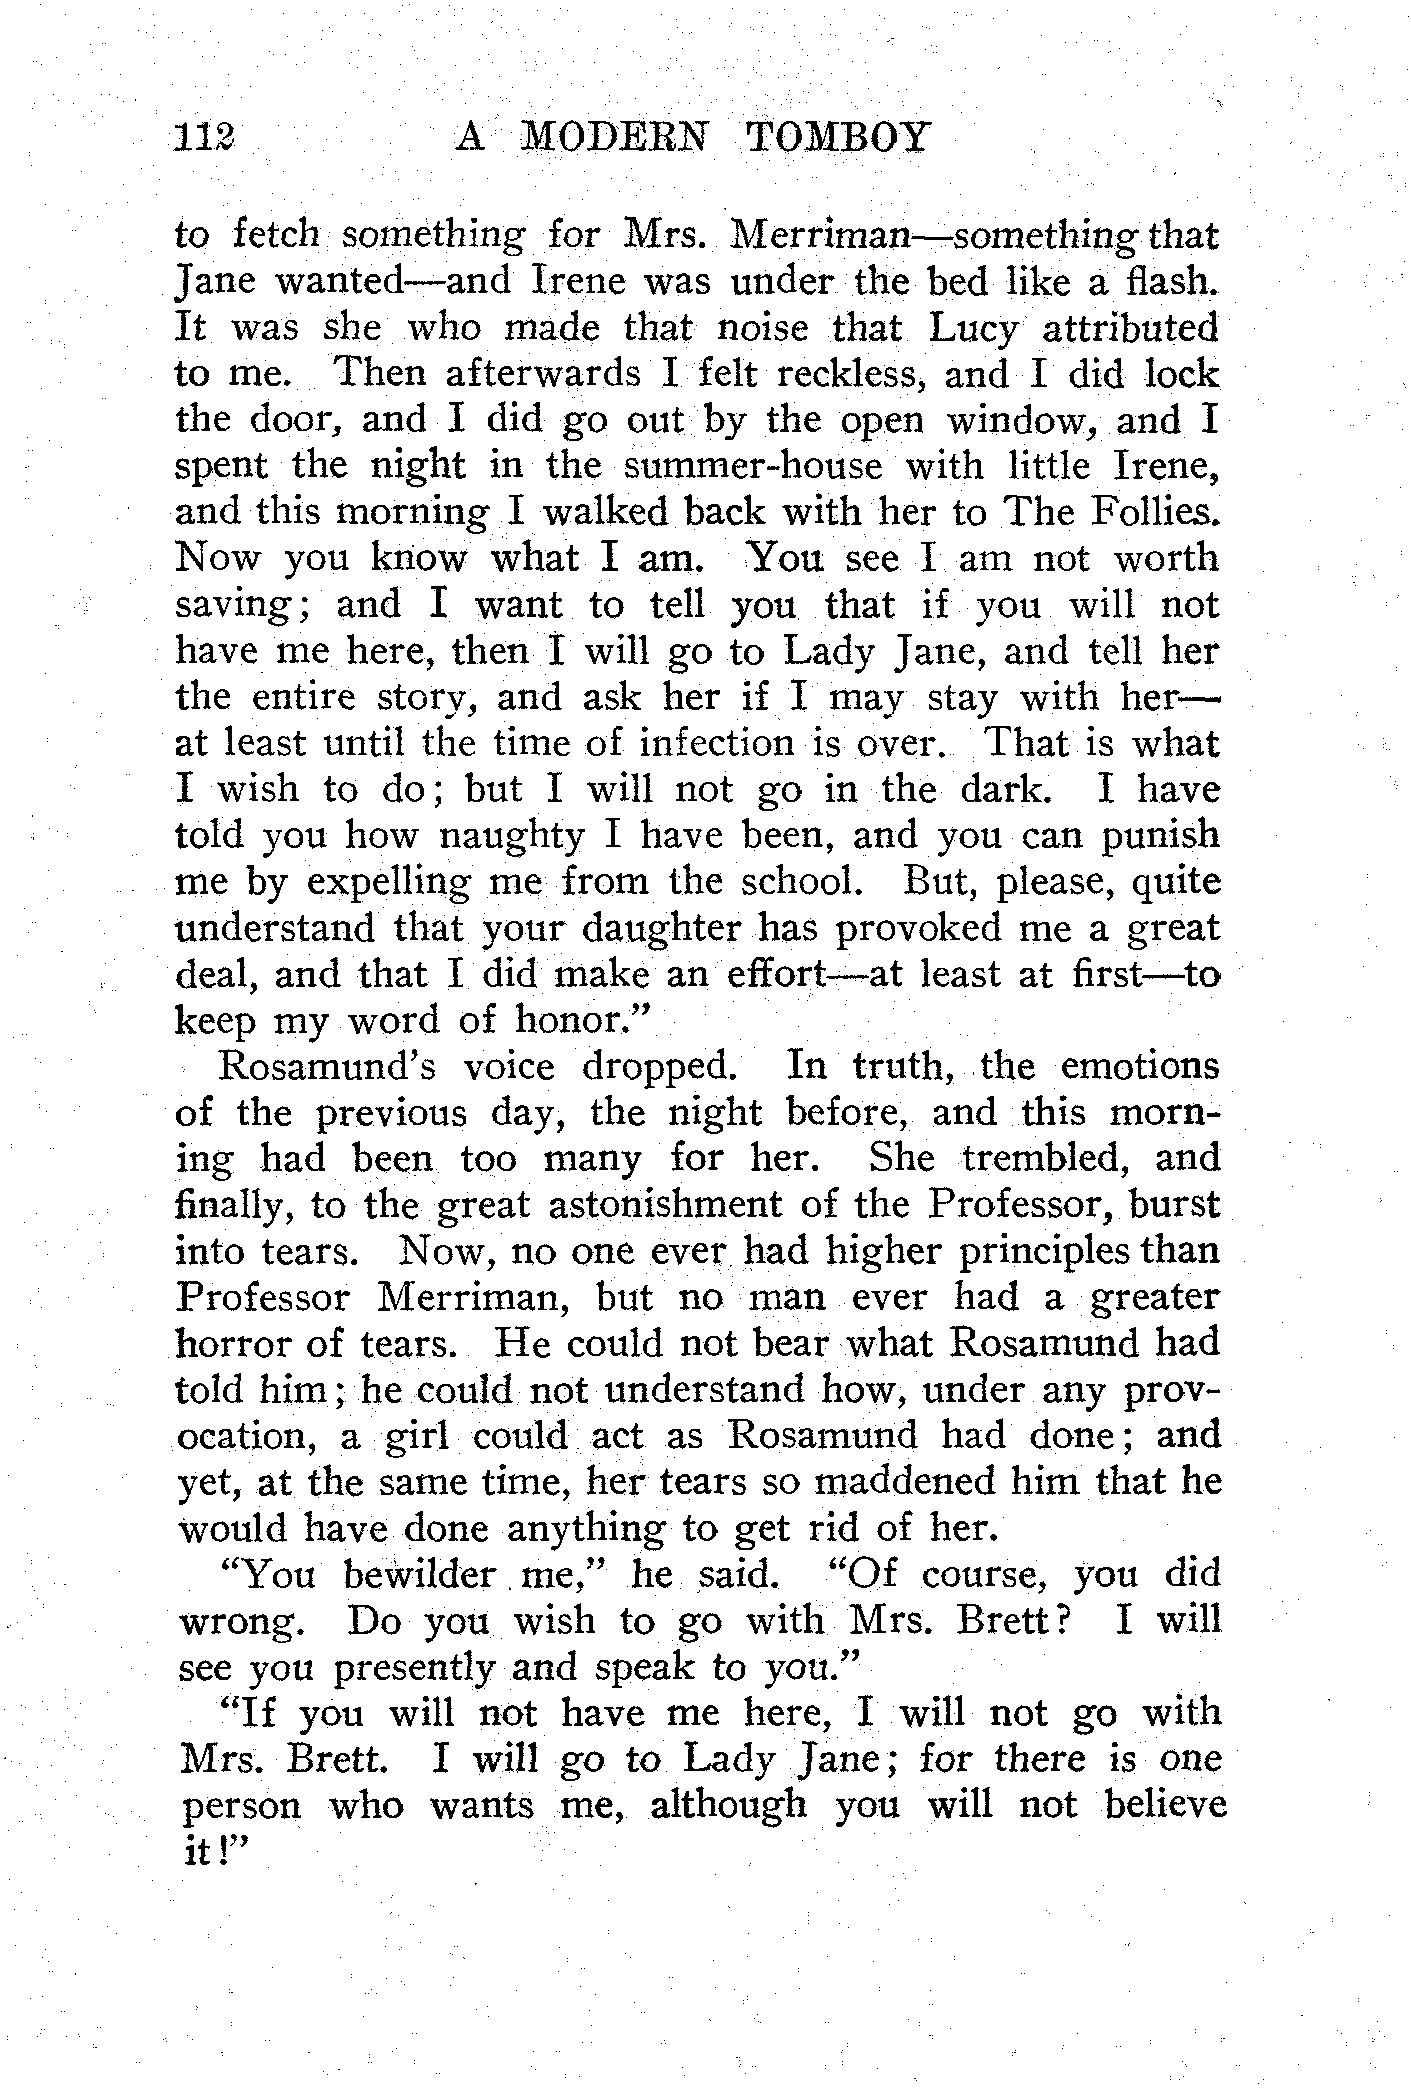 112 A MODERN TOMBOY
to fetch something for Mrs. Merriman—something that
Jane wanted—and Irene was under the bed like a flash.
It was she who made that noise that Lucy attributed
to me. Then afterwards I felt reckless, and I did lock
the door, and I did go out by the open window, and I
spent the night in the summer-house with little Irene,
and this morning I walked back with her to The Follies.
Now you know what I am. You see I am not worth
saving; and I want to tell you that if you will not
have me here, then I will go to Lady Jane, and tell her
the entire story, and ask her if I may stay with her—
at least until the time of infection is over. That is what
I wish to do; but I will not go in the dark. I have
told you how naughty I have been, and you can punish
me by expelling me from the school. But, please, quite
understand that your daughter has provoked me a great
deal, and that I did make an effort—at least at first—to
keep my word of honor.”
Rosamund’s voice dropped. In truth, the emotions
of the previous day, the night before, and this morn-
ing had been too many for her. She trembled, and
finally, to the great astonishment of the Professor, burst
into tears. Now, no one ever had higher principles than
Professor Merriman, but no man ever had a greater
horror of tears. He could not bear what Rosamund had
told him; he could not understand how, under any prov-
ocation, a girl could act as Rosamund had done; and
yet, at the same time, her tears so maddened him that he
would have done anything to get rid of her.
“You bewilder me,” he said. “Of course, you did
wrong. Do you wish to go with Mrs. Brett? I will
see you presently and speak to you.”
“If you will not have me here, I will not go with
Mrs. Brett. I will go to Lady Jane; for there is one
person who wants me, although you will not believe
it!”